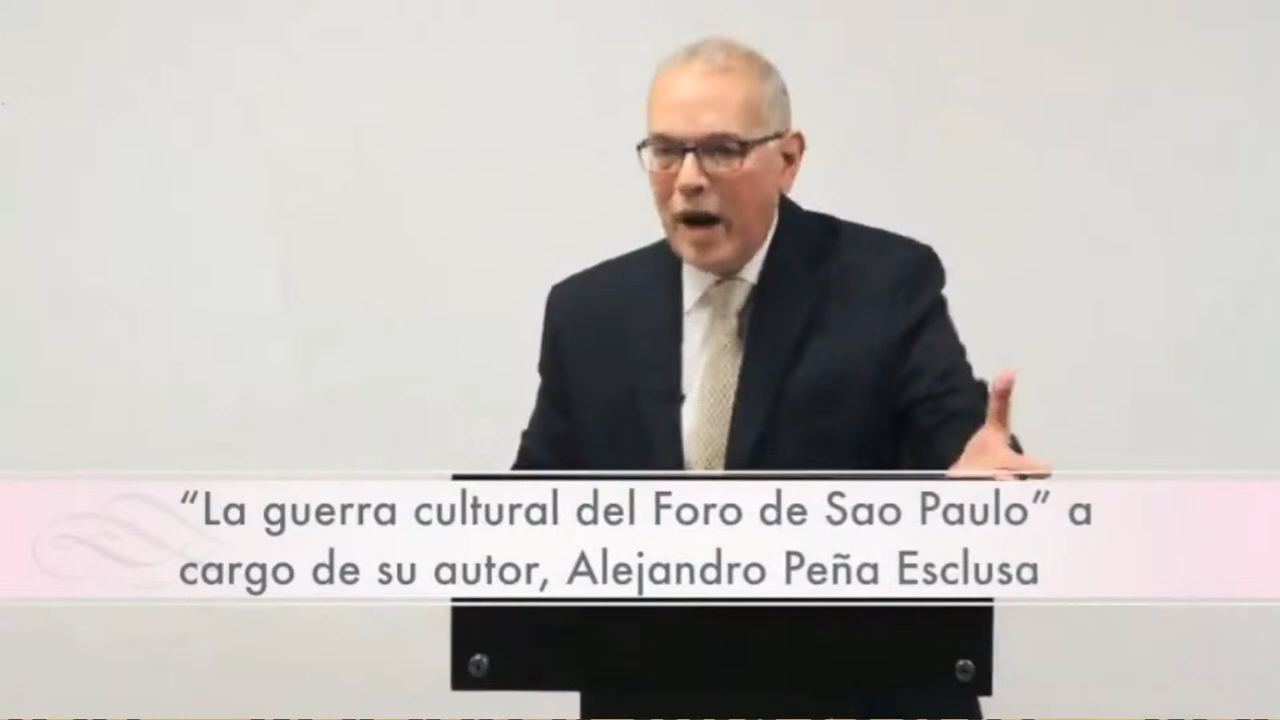 “La guerra cultural del Foro de Sao Paulo” a
cargo de su autor, Alejandro Peña Esclusa